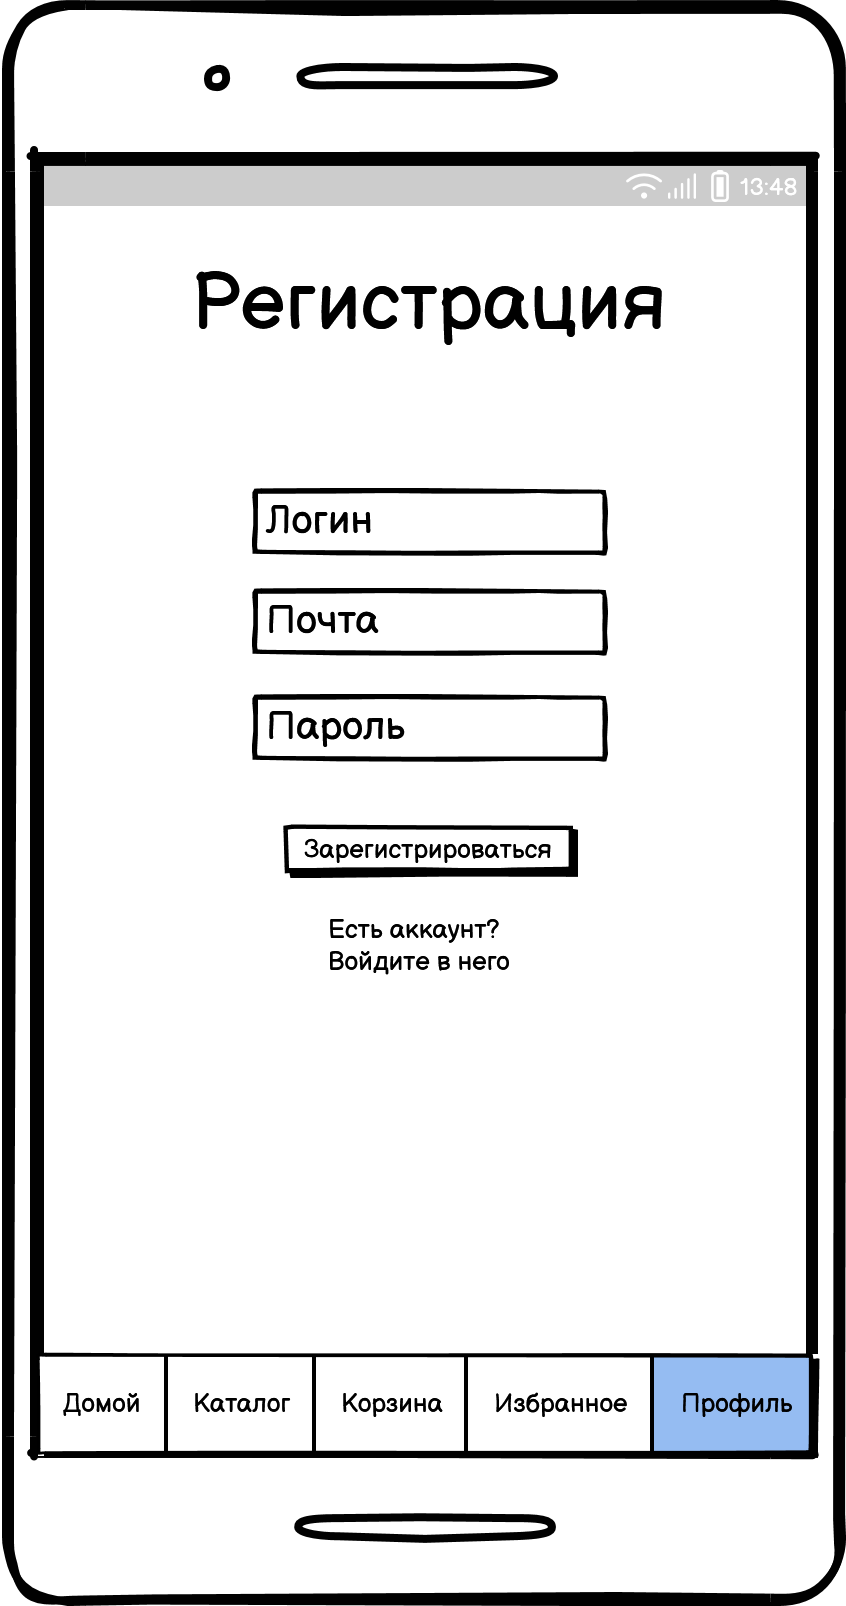 13:48
Регистрация
Логин
Почта
Пароль
Зарегистрироваться
Есть аккаунт?
Войдите в него
Домой Каталог Корзина Избранное Профиль